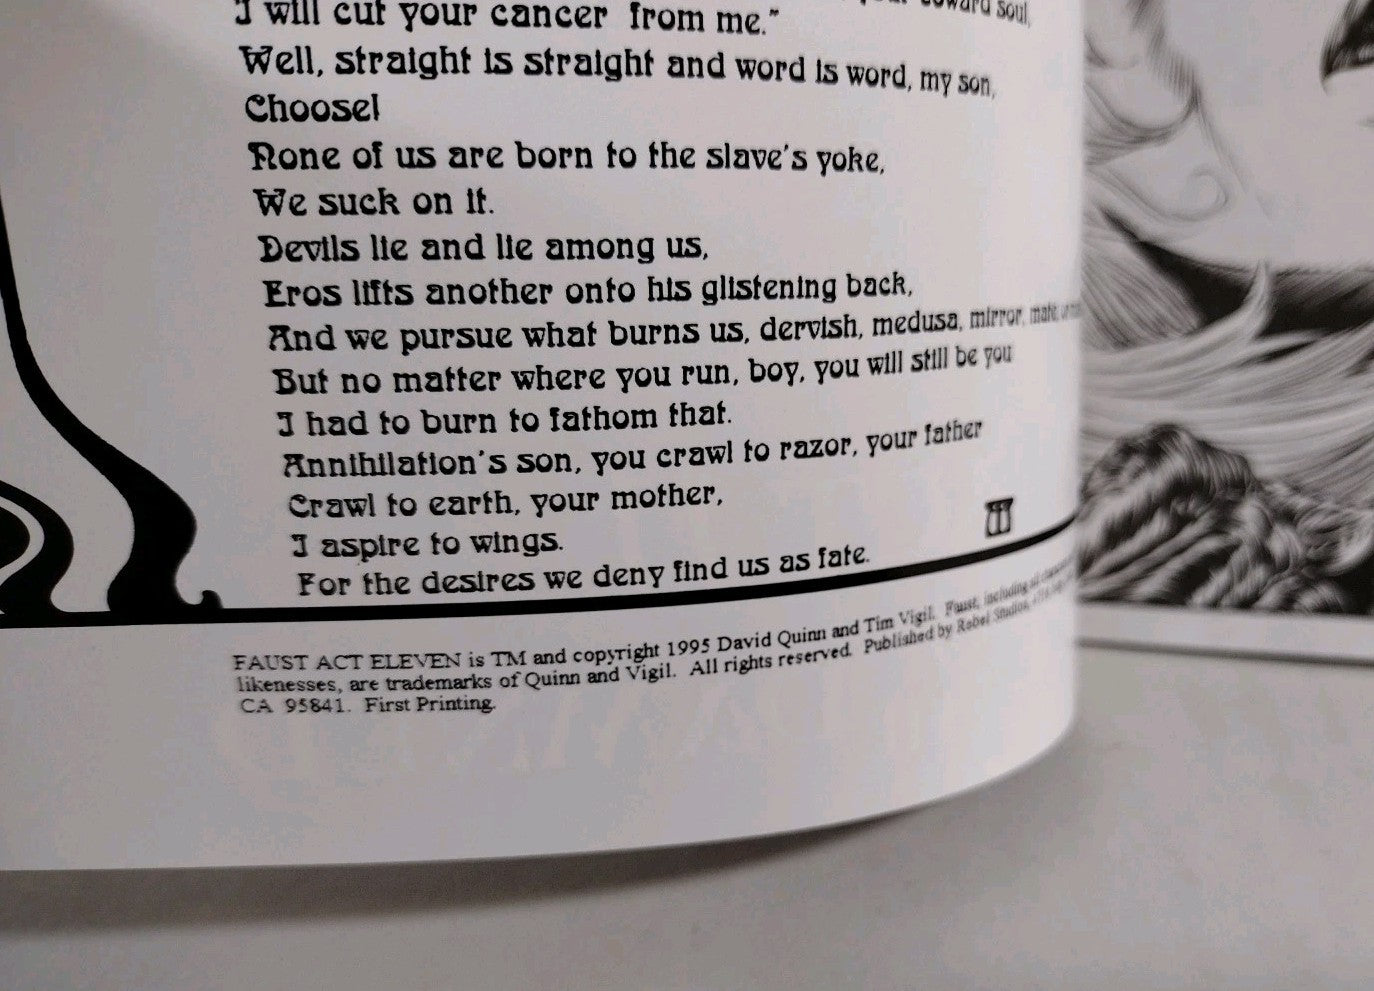 coward soul,
I will cut your cancer from me."
Well, straight is straight and word is word, my son,
Choose!
None of us are born to the slave's yoke,
We suck on it.
Devils lie and lie among us,
Eros lifts another onto his glistening back,
And we pursue what burns us, dervish, medusa, mirror,
But no matter where you run, boy, you will still be you
I had to burn to fathom that.
Annihilation's son, you crawl to razor, your father
Crawl to earth, your mother,
I aspire to wings.
For the desires we deny find us as fate.
FAUST ACT ELEVEN is TM and copyright 1995 David Quinn and Tim Vigil. Faust, including all
likenesses, are trademarks of Quinn and Vigil. All rights reserved. Published by Rebel Studios,
CA 95841. First Printing.